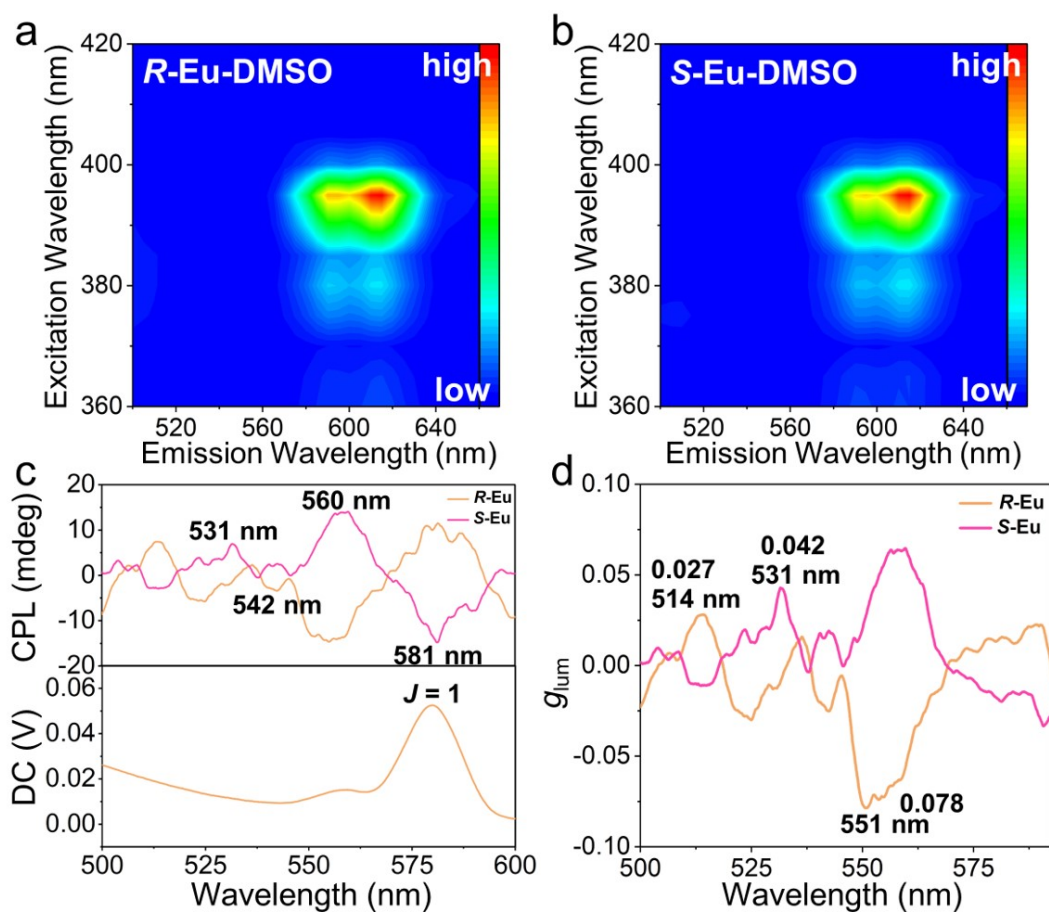 a
R-Eu-DMSO
high
low
Excitation Wavelength (nm)
420
400
380
360
520
560
600
640
Emission Wavelength (nm)
b
S-Eu-DMSO
high
low
Excitation Wavelength (nm)
420
400
380
360
520
560
600
640
Emission Wavelength (nm)
c
CPL (mdeg)
20
10
0
-10
-20
560 nm
531 nm
542 nm
581 nm
R-Eu
S-Eu
DC (V)
0.06
0.04
0.02
0.00
J = 1
500
525
550
575
600
Wavelength (nm)
d
glum
0.10
0.05
0.00
-0.05
-0.10
R-Eu
S-Eu
0.027
514 nm
0.042
531 nm
0.078
551 nm
500
525
550
575
Wavelength (nm)